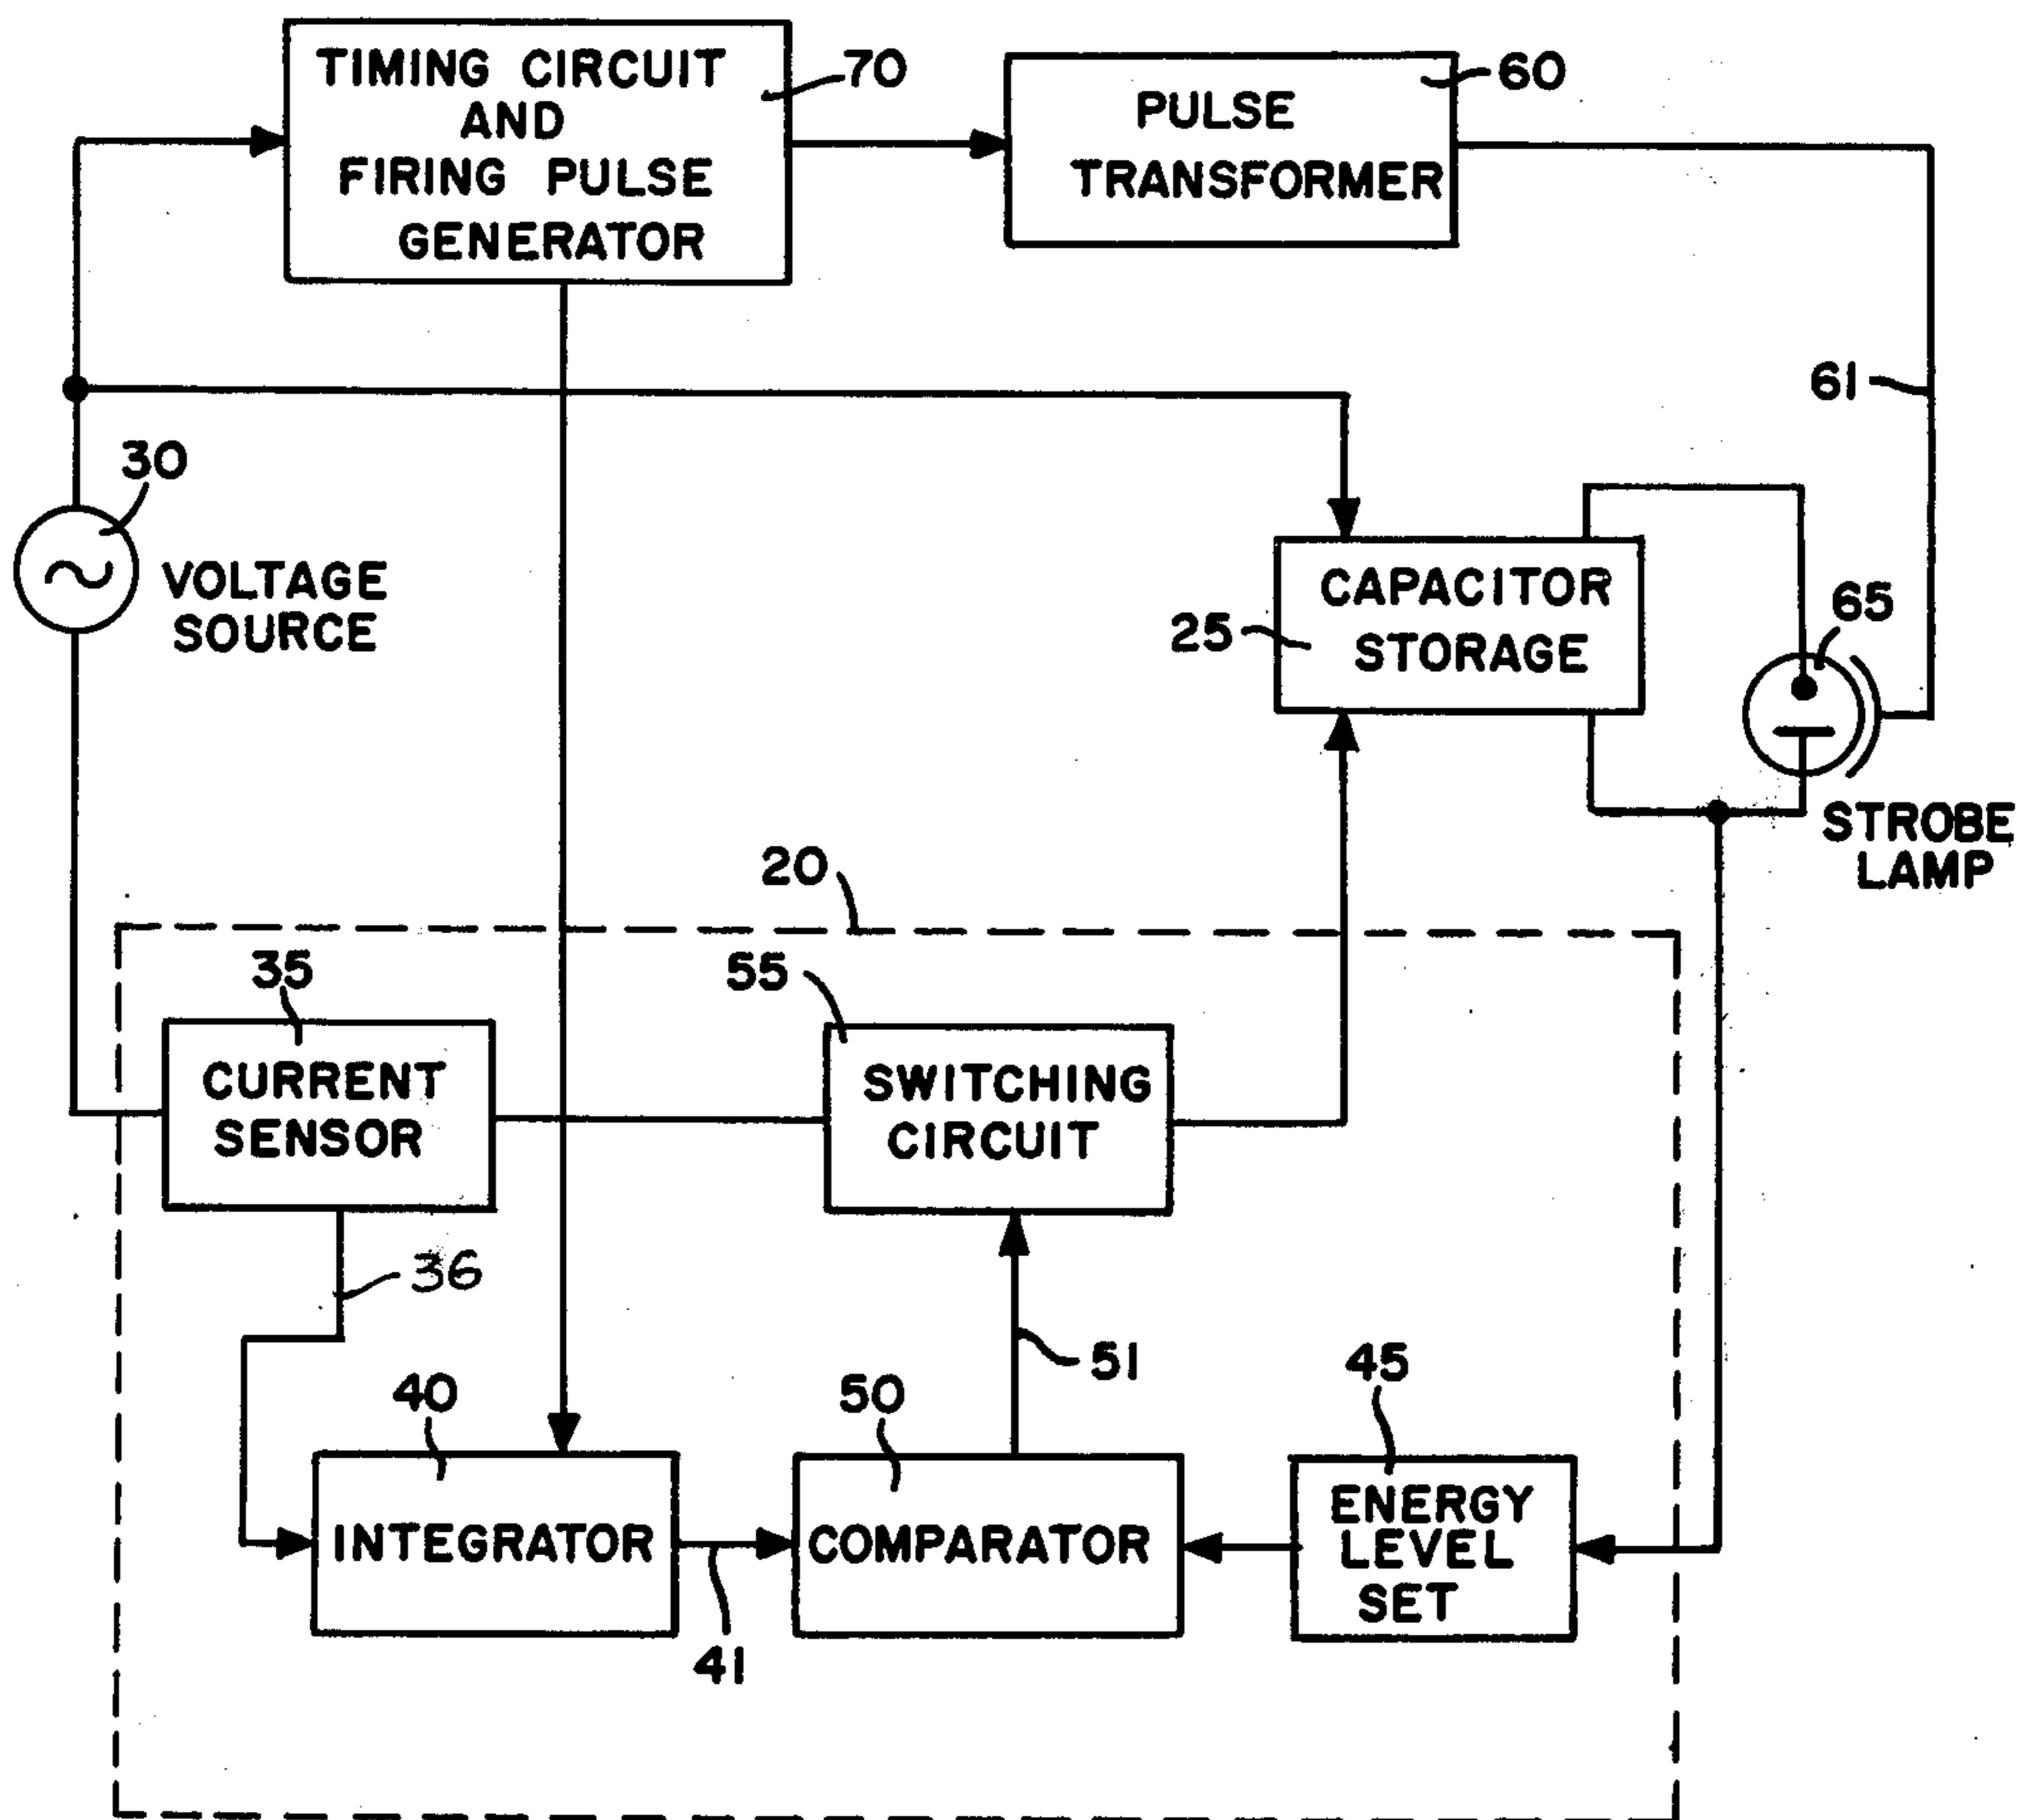 TIMING CIRCUIT
AND
FIRING PULSE
GENERATOR
70
PULSE
TRANSFORMER
60
61
30
VOLTAGE
SOURCE
CAPACITOR
STORAGE
25
65
STROBE
LAMP
20
35
CURRENT
SENSOR
55
SWITCHING
CIRCUIT
36
51
40
INTEGRATOR
41
50
COMPARATOR
45
ENERGY
LEVEL
SET